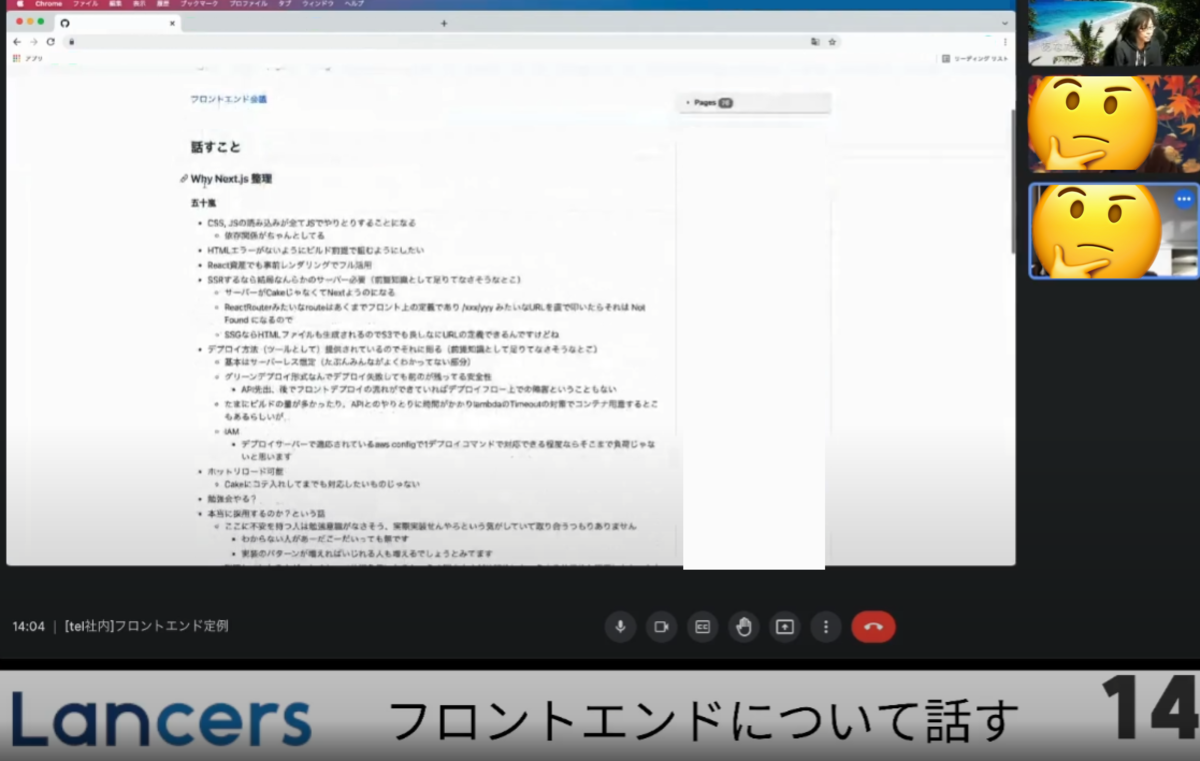 Chrome ファイル 編集 表示 履歴 ブックマーク プロファイル タブ ウィンドウ ヘルプ
アプリ
リーディング リスト
フロントエンド会議
Pages
話すこと
Why Next.js 整理
五十嵐
CSS, JSの読み込みが全てJSでやりとりすることになる
依存関係がちゃんとしてる
HTMLエラーがないようにビルド前提で組むようにしたい
React資産でも事前レンダリングでフル活用
SSRするなら結局なんらかのサーバー必要（前提知識として足りてなさそうなとこ）
サーバーがCakeじゃなくてNextようのになる
ReactRouterみたいなrouteはあくまでフロント上の定義であり /xxx/yyy みたいなURLを直で叩いたらそれは Not
Found になるので
SSGならHTMLファイルも生成されるのでS3でも良しなにURLの定義できるんですけどね
デプロイ方法（ツールとして）提供されているのでそれに則る（前提知識として足りてなさそうなとこ）
基本はサーバーレス想定（たぶんみんながよくわかってない部分）
グリーンデプロイ形式なんでデプロイ失敗しても前のが残ってる安全性
API先出、後でフロントデプロイの流れができていればデプロイフロー上での障害ということもない
たまにビルドの量が多かったり、APIとのやりとりに時間がかかりlambdaのTimeoutの対策でコンテナ用意するとこ
もあるらしいが、
IAM
デプロイサーバーで適応されているaws configで1デプロイコマンドで対応できる程度ならそこまで負荷じゃな
いと思います
ホットリロード可能
Cakeにコテ入れしてまでも対応したいものじゃない
勉強会やる？
本当に採用するのか？という話
ここに不安を持つ人は勉強意識がなさそう、実際実装せんやろという気がしていて取り合うつもりありません
わからない人があーだこーだいっても無です
実装のパターンが増えればいじれる人も増えるでしょうとみてます
14:04 | [tel社内]フロントエンド定例
Lancers
フロントエンドについて話す
14